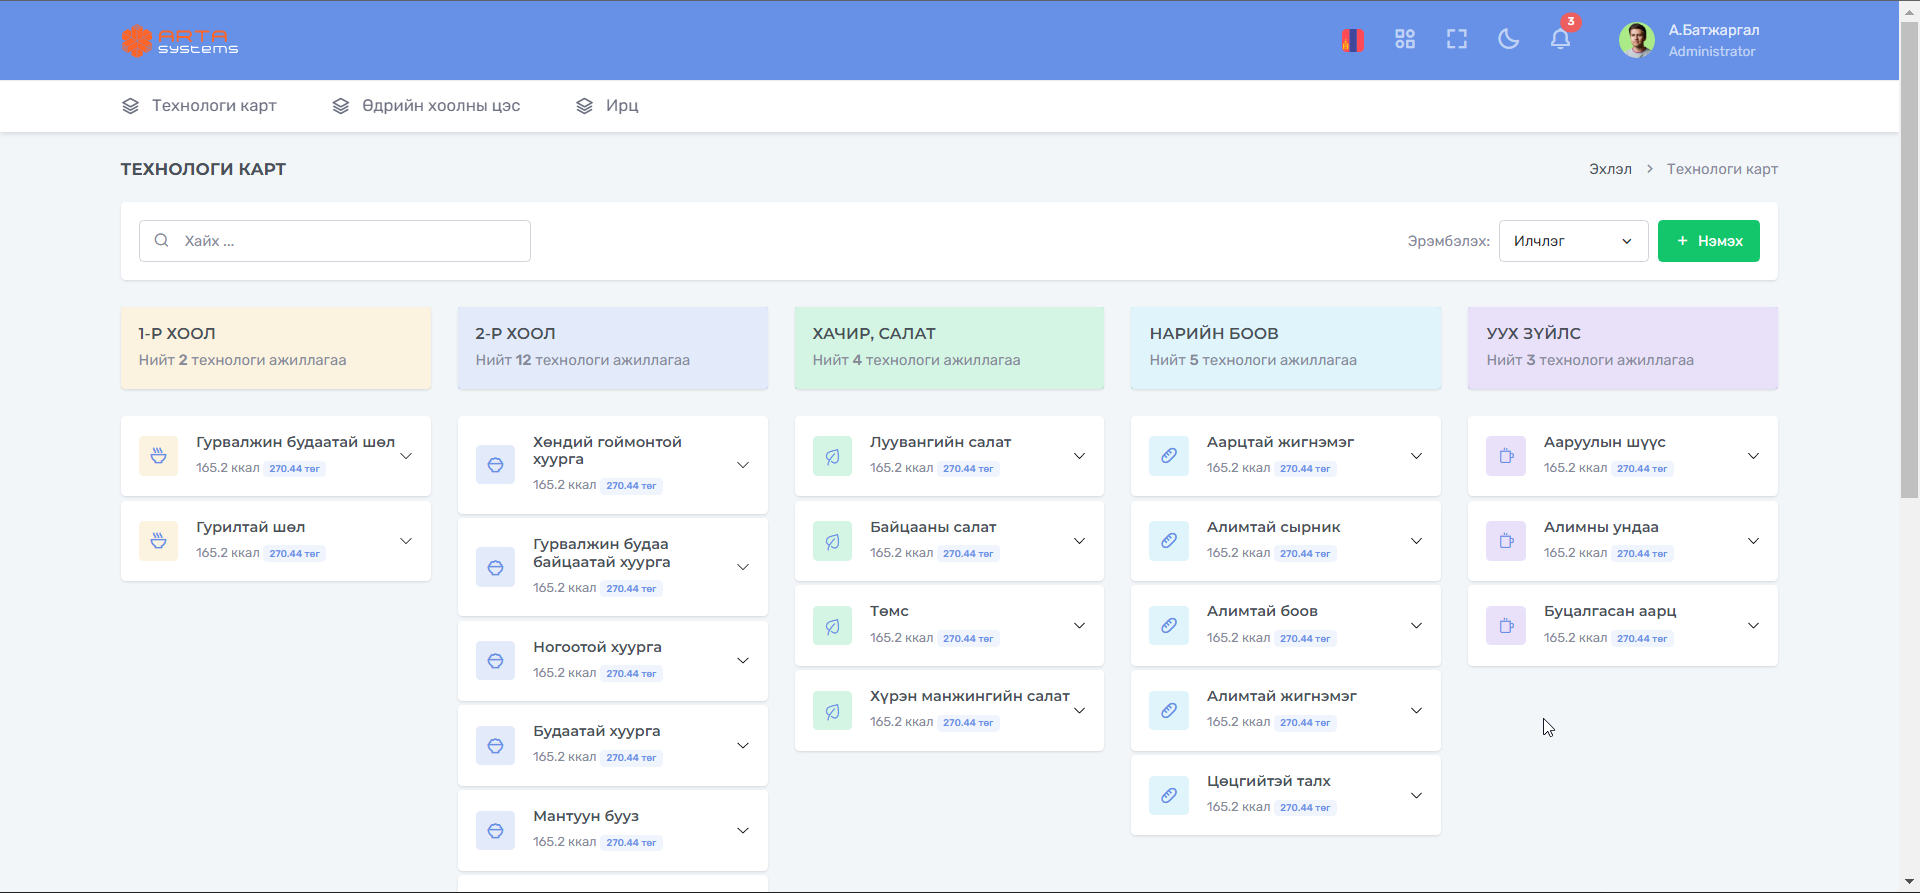 ARTA
systems
3
А.Батжаргал
Administrator
Технологи карт
Өдрийн хоолны цэс
Ирц
ТЕХНОЛОГИ КАРТ
Эхлэл > Технологи карт
Хайх ...
Эрэмбэлэх:
Илчлэг
+ Нэмэх
1-Р ХООЛ
Нийт 2 технологи ажиллагаа
2-Р ХООЛ
Нийт 12 технологи ажиллагаа
ХАЧИР, САЛАТ
Нийт 4 технологи ажиллагаа
НАРИЙН БООВ
Нийт 5 технологи ажиллагаа
УУХ ЗҮЙЛС
Нийт 3 технологи ажиллагаа
Гурвалжин будаатай шөл
165.2 ккал 270.44 төг
Гурилтай шөл
165.2 ккал 270.44 төг
Хөндий гоймонтой
хуурга
165.2 ккал 270.44 төг
Гурвалжин будаа
байцаатай хуурга
165.2 ккал 270.44 төг
Ногоотой хуурга
165.2 ккал 270.44 төг
Будаатай хуурга
165.2 ккал 270.44 төг
Мантуун бууз
165.2 ккал 270.44 төг
Луувангийн салат
165.2 ккал 270.44 төг
Байцааны салат
165.2 ккал 270.44 төг
Төмс
165.2 ккал 270.44 төг
Хүрэн манжингийн салат
165.2 ккал 270.44 төг
Аарцтай жигнэмэг
165.2 ккал 270.44 төг
Алимтай сырник
165.2 ккал 270.44 төг
Алимтай боов
165.2 ккал 270.44 төг
Алимтай жигнэмэг
165.2 ккал 270.44 төг
Цөцгийтэй талх
165.2 ккал 270.44 төг
Ааруулын шүүс
165.2 ккал 270.44 төг
Алимны ундаа
165.2 ккал 270.44 төг
Буцалгасан аарц
165.2 ккал 270.44 төг